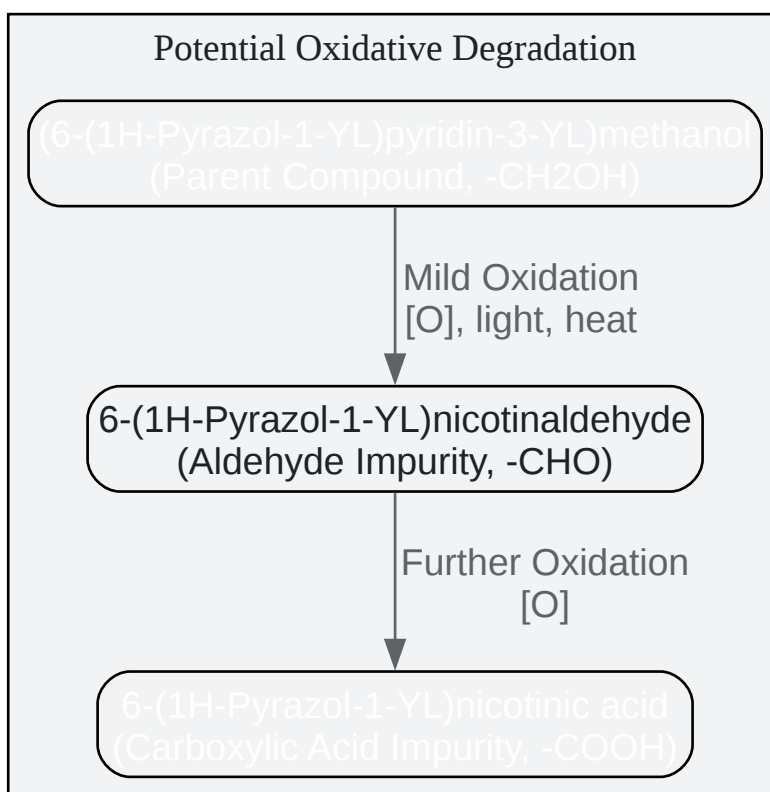 Potential Oxidative Degradation
(6-(1H-Pyrazol-1-YL)pyridin-3-YL)methanol
(Parent Compound, -CH2OH)
Mild Oxidation
[O], light, heat
6-(1H-Pyrazol-1-YL)nicotinaldehyde
(Aldehyde Impurity, -CHO)
Further Oxidation
[O]
6-(1H-Pyrazol-1-YL)nicotinic acid
(Carboxylic Acid Impurity, -COOH)